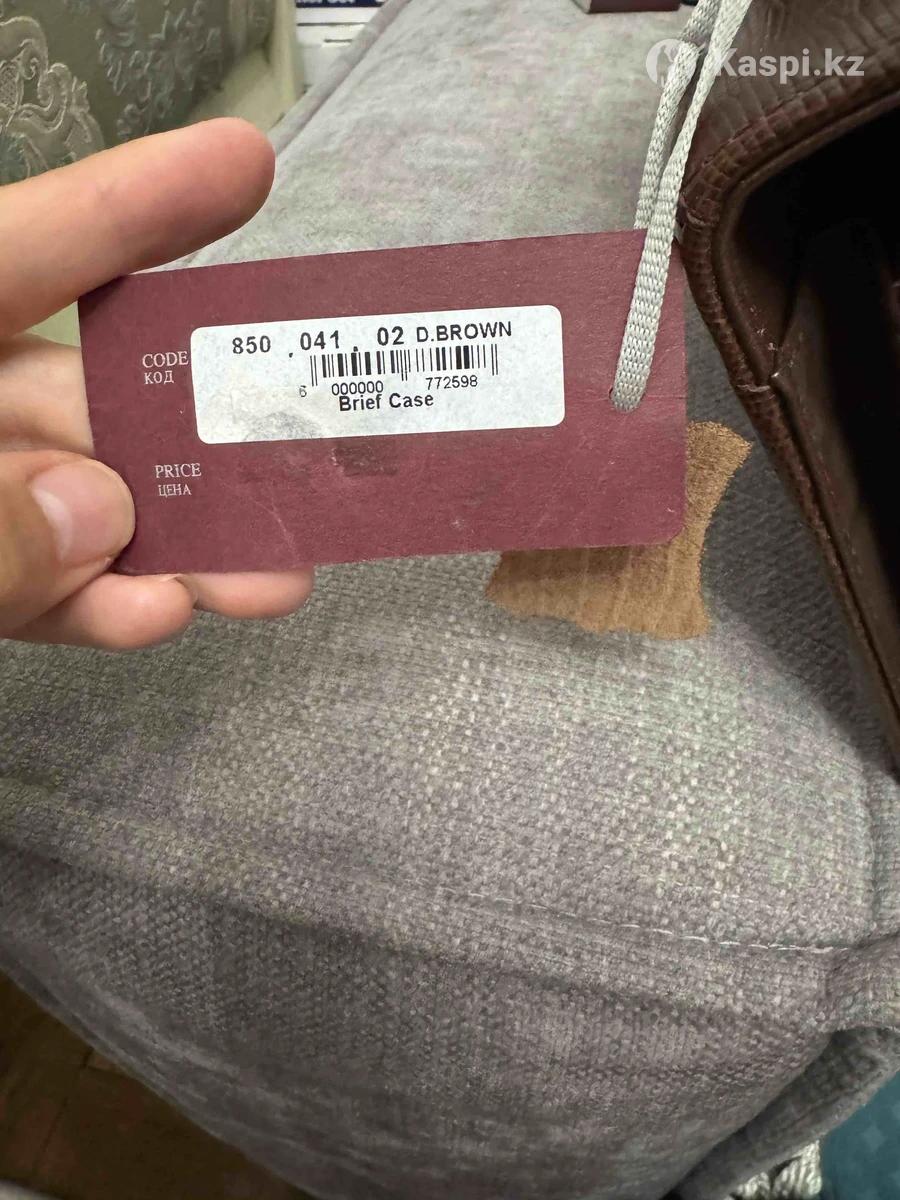 Kaspi.kz
850 .041 . 02 D.BROWN
CODE
КОД
6 000000 772598
Brief Case
PRICE
ЦЕНА